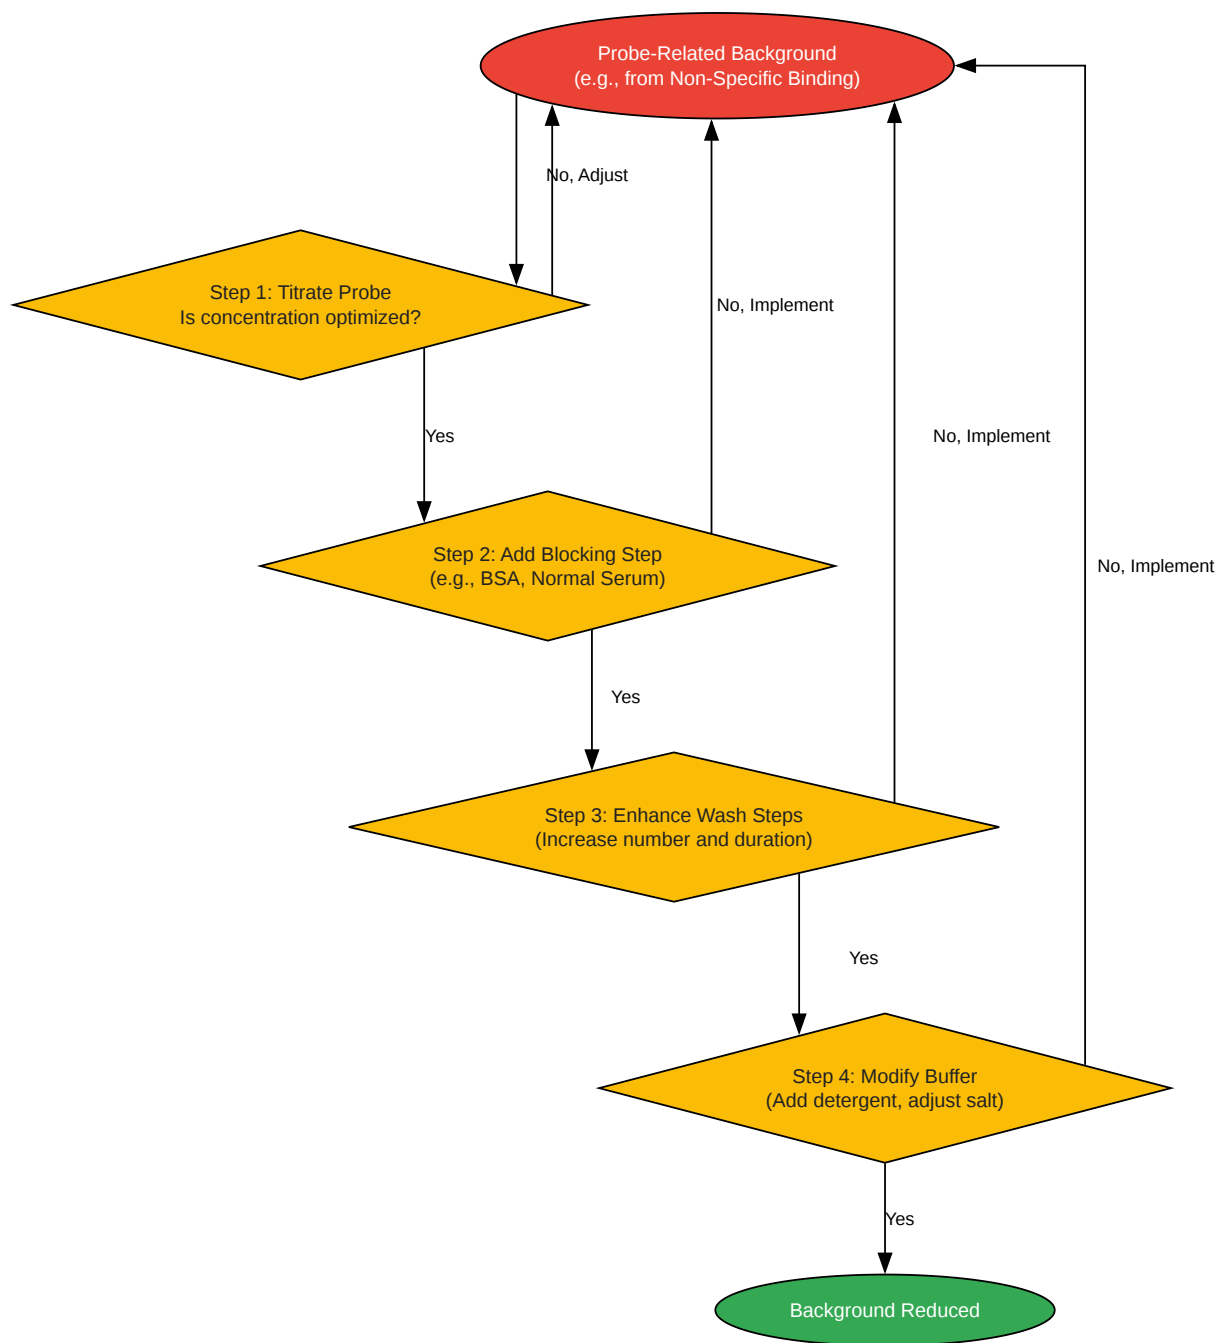 Probe-Related Background
(e.g., from Non-Specific Binding)
No, Adjust
Step 1: Titrate Probe
Is concentration optimized?
No, Implement
Yes
No, Implement
Step 2: Add Blocking Step
(e.g., BSA, Normal Serum)
No, Implement
Yes
Step 3: Enhance Wash Steps
(Increase number and duration)
Yes
Step 4: Modify Buffer
(Add detergent, adjust salt)
Yes
Background Reduced